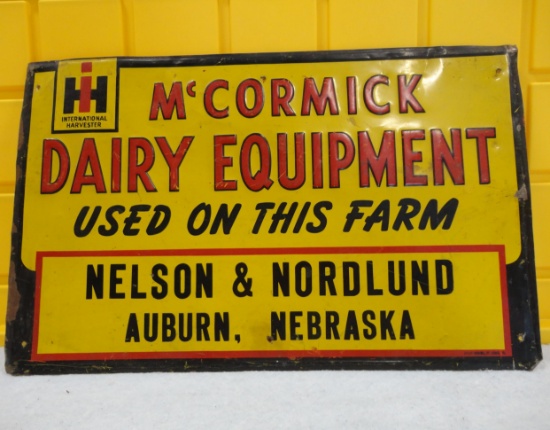 IH
INTERNATIONAL
HARVESTER
McCORMICK
DAIRY EQUIPMENT
USED ON THIS FARM
NELSON & NORDLUND
AUBURN, NEBRASKA